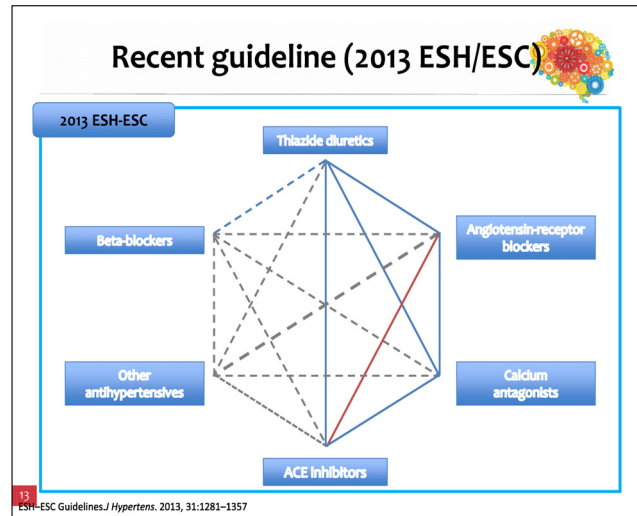 Recent guideline (2013 ESH/ESC)
2013 ESH-ESC
Thiazide diuretics
Beta-blockers
Angiotensin-receptor
blockers
Other
antihypertensives
Calcium
antagonists
ACE inhibitors
13
ESH-ESC Guidelines.J Hypertens. 2013, 31:1281–1357